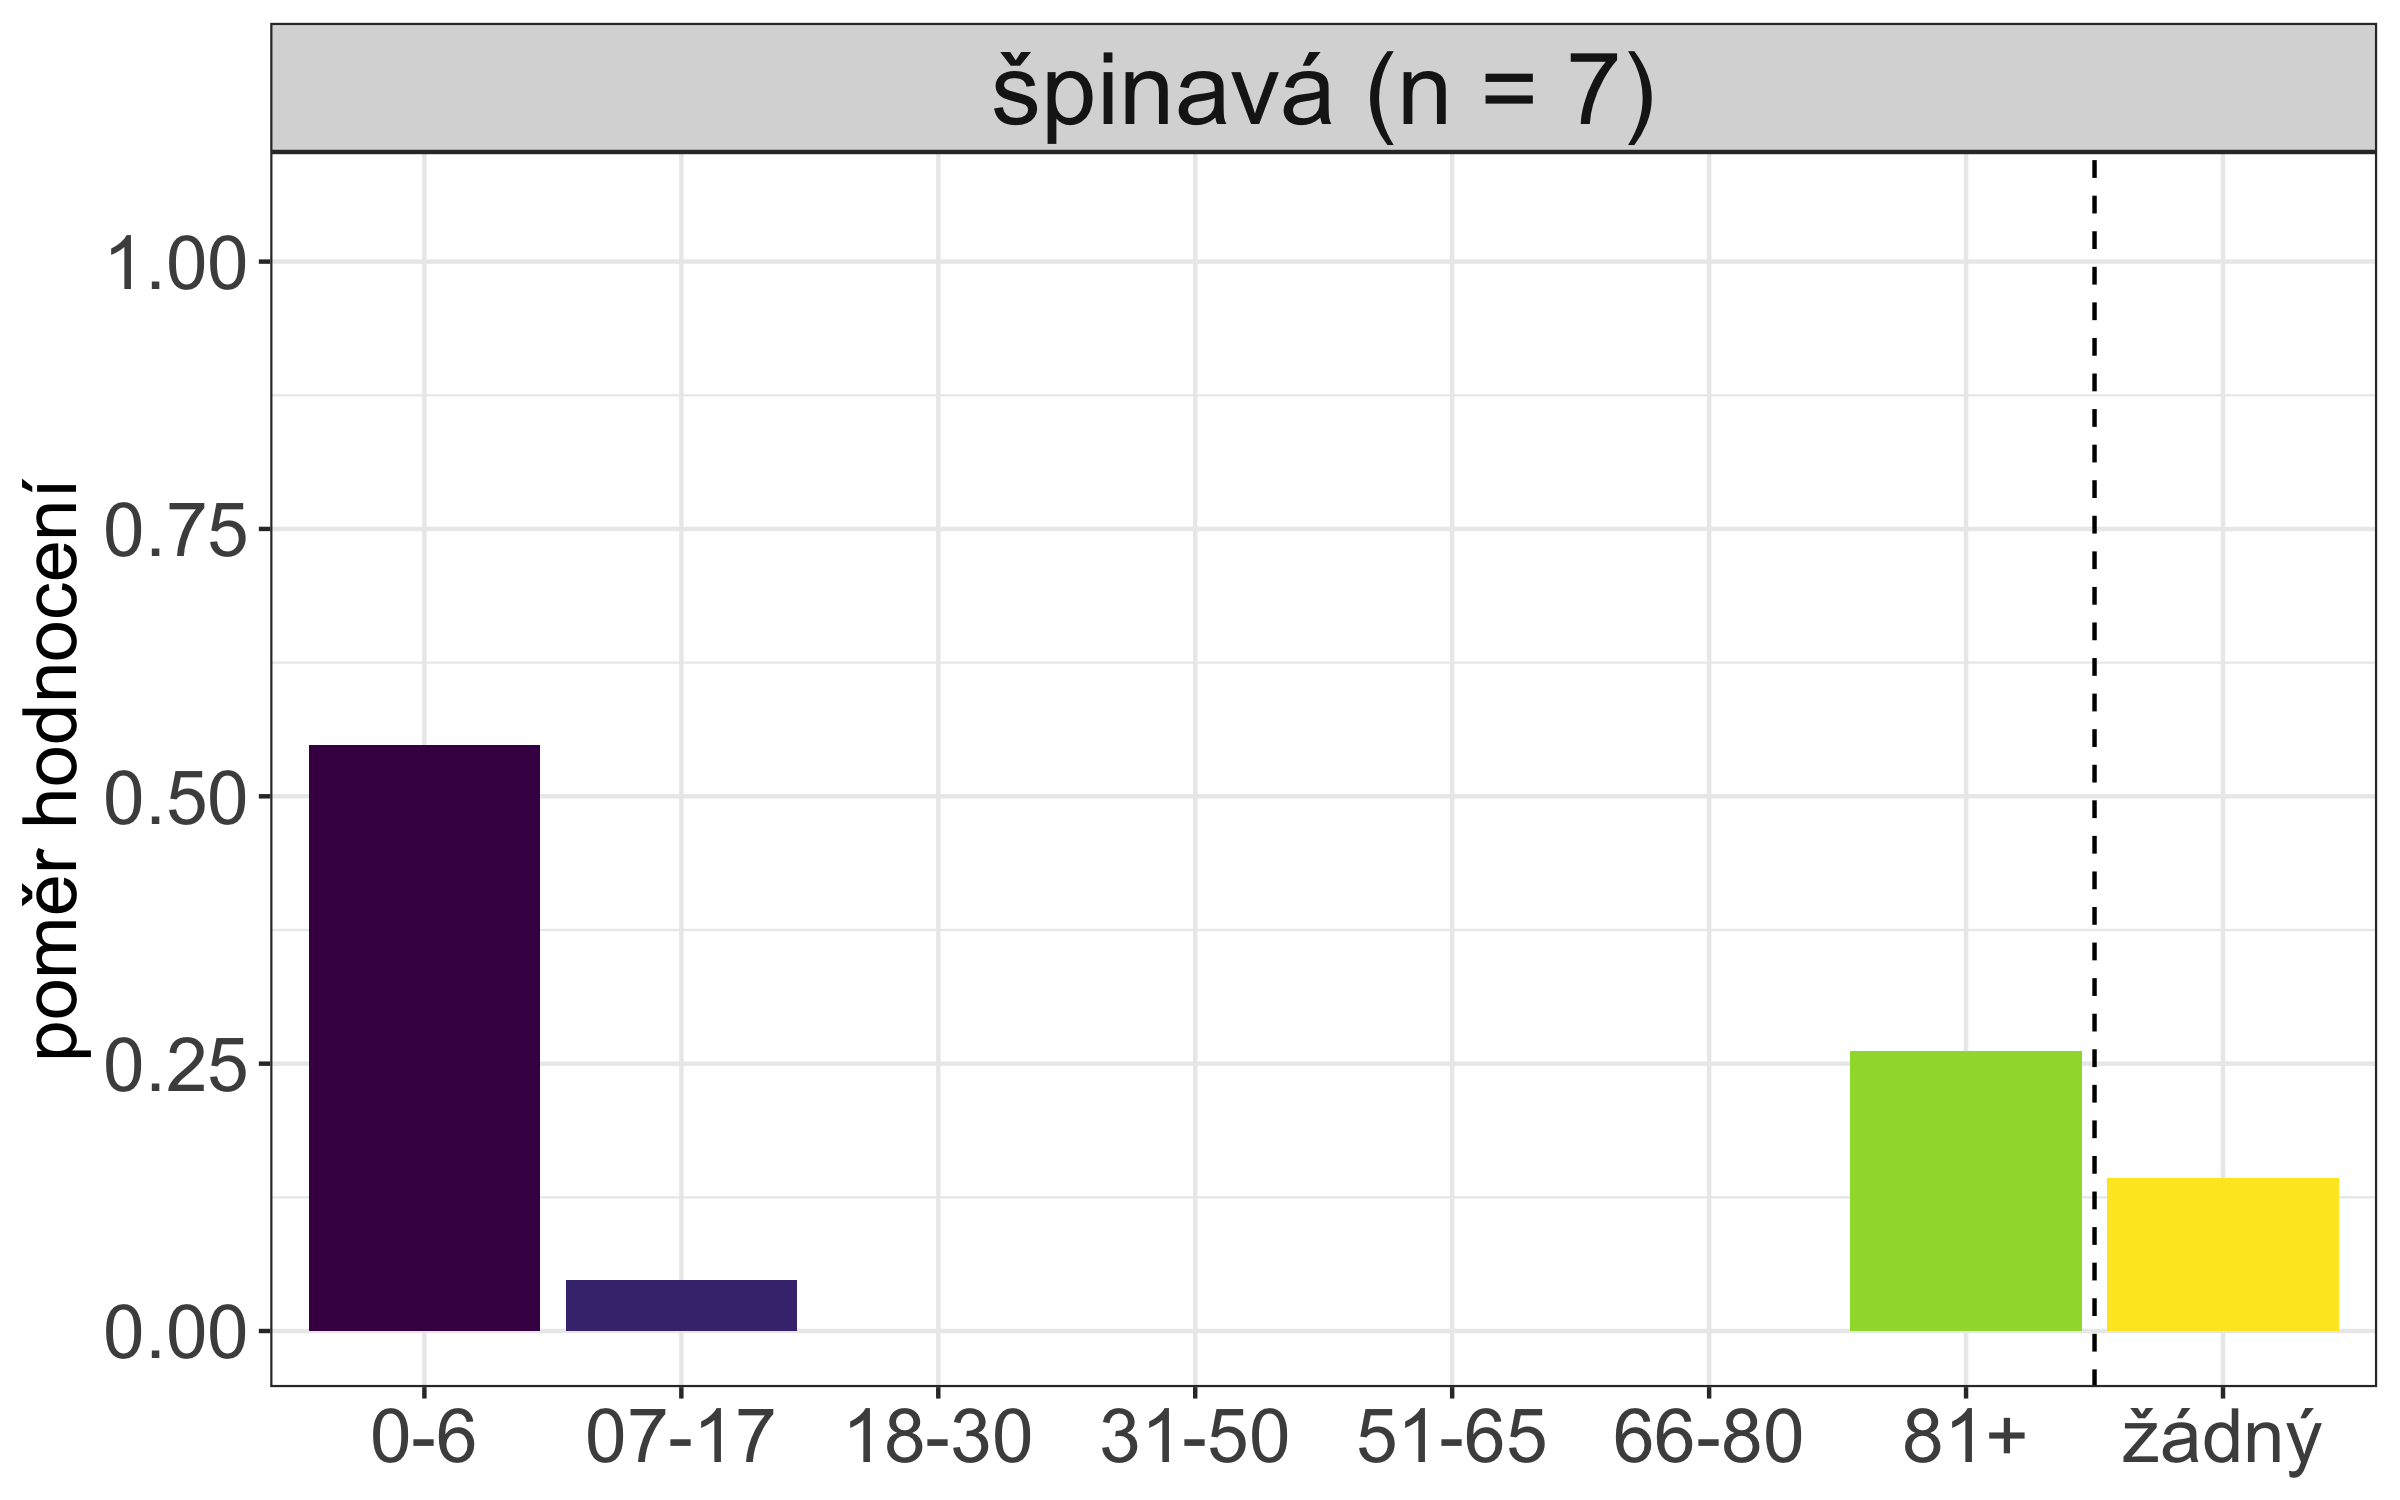 špinavá (n = 7)
poměr hodnocení
1.00
0.75
0.50
0.25
0.00
0-6 07-17 18-30 31-50 51-65 66-80 81+ žádný